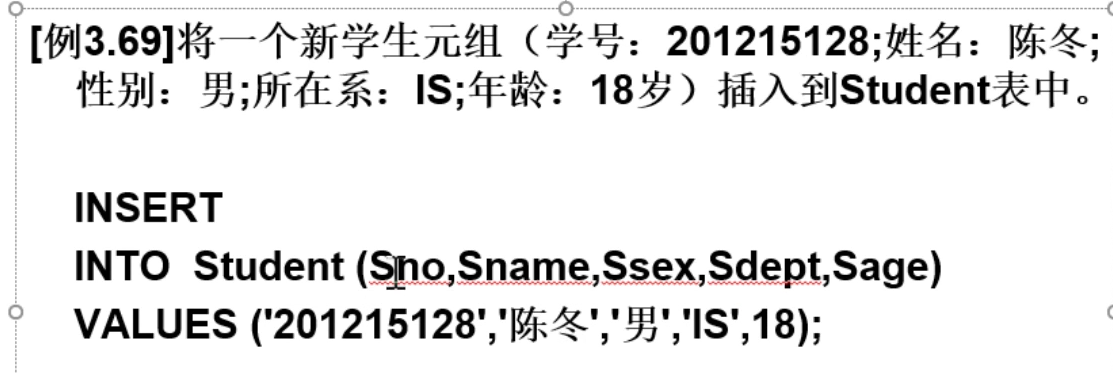 [例3.69]将一个新学生元组（学号：201215128;姓名：陈冬;
性别：男;所在系：IS;年龄：18岁）插入到Student表中。
INSERT
INTO Student (Sno,Sname,Ssex,Sdept,Sage)
VALUES ('201215128','陈冬','男','IS',18);